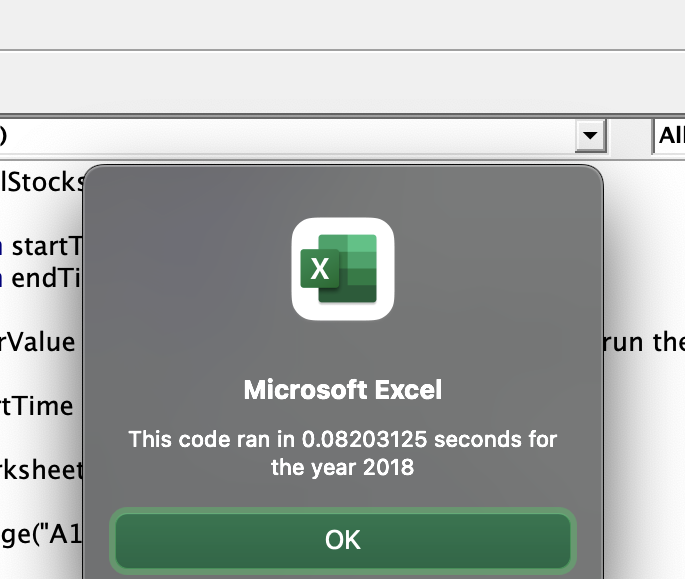 )
All
lStocks
startT
endTi
rValue
run the
Microsoft Excel
rtTime
This code ran in 0.08203125 seconds for
the year 2018
rksheet
ge("A1
OK